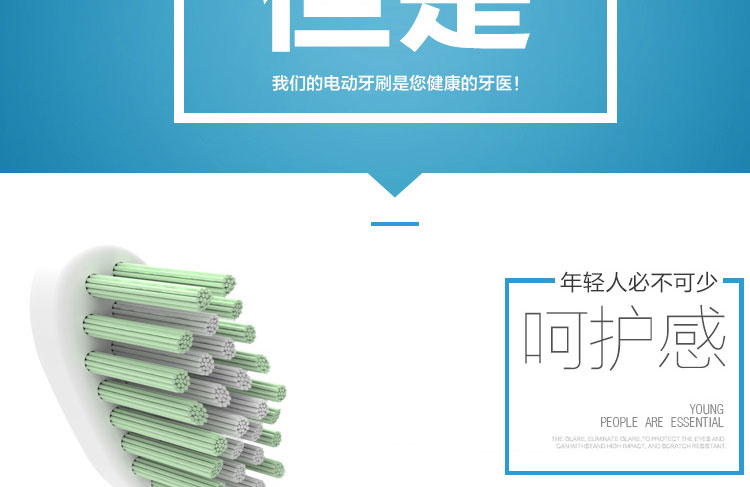 但是
我们的电动牙刷是您健康的牙医!
年轻人必不可少
呵护感
YOUNG
PEOPLE ARE ESSENTIAL
THE GLARE, ELIMINATE GLARE,TO PROTECT THE EYES AND
CAN WITHSTAND HIGH IMPACT, AND SCRATCH RESISTANT.